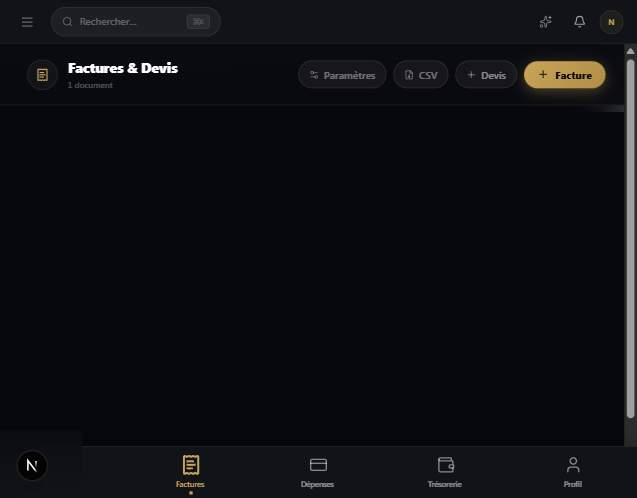 Rechercher... ⌘K
N
Factures & Devis
1 document
Paramètres
CSV
+ Devis
+ Facture
N
Factures
Dépenses
Trésorerie
Profil